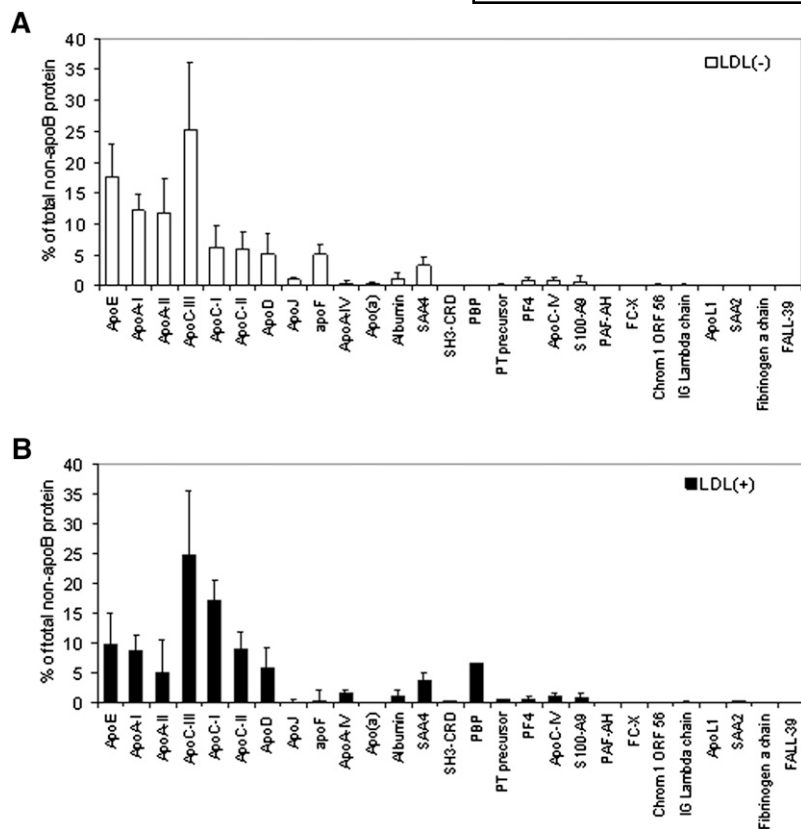 A
40
35
30
25
20
15
10
5
0
% of total non-apoB protein
LDL(-)
ApoE
ApoA-I
ApoA-II
ApoC-III
ApoC-I
ApoC-II
ApoD
ApoJ
apoF
ApoA-IV
Apo(a)
Albumin
SAA4
SH3-CRD
PBP
PT precursor
PF4
ApoC-IV
S100-A9
PAF-AH
FC-X
Chrom 1 ORF 56
IG Lambda chain
ApoL1
SAA2
Fibrinogen a chain
FALL-39
B
40
35
30
25
20
15
10
5
0
% of total non-apoB protein
LDL(+)
ApoE
ApoA-I
ApoA-II
ApoC-III
ApoC-I
ApoC-II
ApoD
ApoJ
apoF
ApoA-IV
Apo(a)
Albumin
SAA4
SH3-CRD
PBP
PT precursor
PF4
ApoC-IV
S100-A9
PAF-AH
FC-X
Chrom 1 ORF 56
IG Lambda chain
ApoL1
SAA2
Fibrinogen a chain
FALL-39